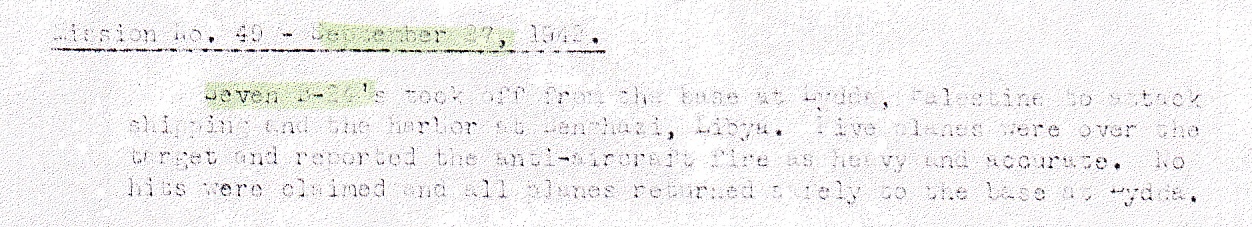 Mission No. 49 - September 27, 1942.
Seven B-24's took off from the base at Lydda, Palestine to attack
shipping and the harbor at Benghazi, Libya. Five planes were over the
target and reported the anti-aircraft fire as heavy and accurate. No
hits were claimed and all planes returned safely to the base at Lydda.